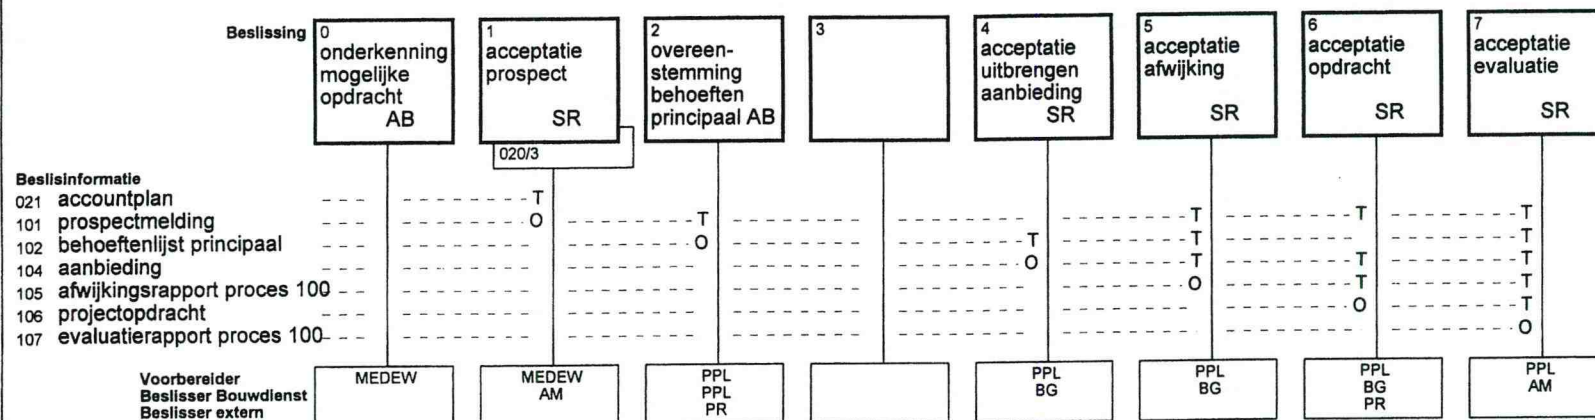 Beslissing
0
onderkenning
mogelijke
opdracht
AB
1
acceptatie
prospect
SR
020/3
2
overeen-
stemming
behoeften
principaal AB
3
4
acceptatie
uitbrengen
aanbieding
SR
5
acceptatie
afwijking
SR
6
acceptatie
opdracht
SR
7
acceptatie
evaluatie
SR
Beslisinformatie
021 accountplan T
101 prospectmelding O T T T T
102 behoeftenlijst principaal O T T T
104 aanbieding O T T T
105 afwijkingsrapport proces 100 O T T
106 projectopdracht O T
107 evaluatierapport proces 100 O
Voorbereider MEDEW MEDEW PPL PPL PPL PPL PPL
Beslisser Bouwdienst AM PPL BG BG BG AM
Beslisser extern PR PR